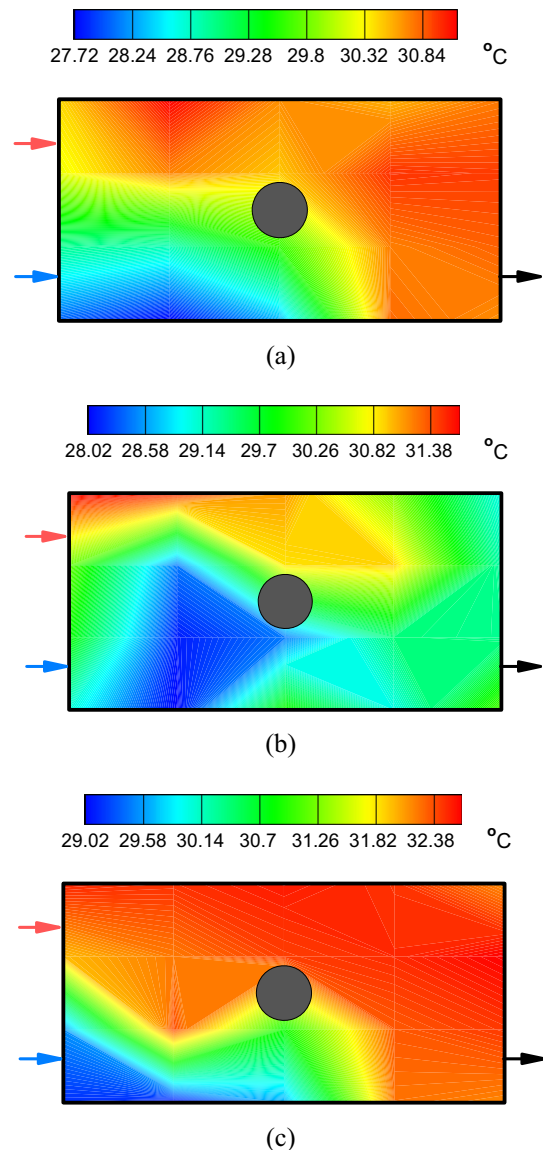 27.72 28.24 28.76 29.28 29.8 30.32 30.84 °C
(a)
28.02 28.58 29.14 29.7 30.26 30.82 31.38 °C
(b)
29.02 29.58 30.14 30.7 31.26 31.82 32.38 °C
(c)